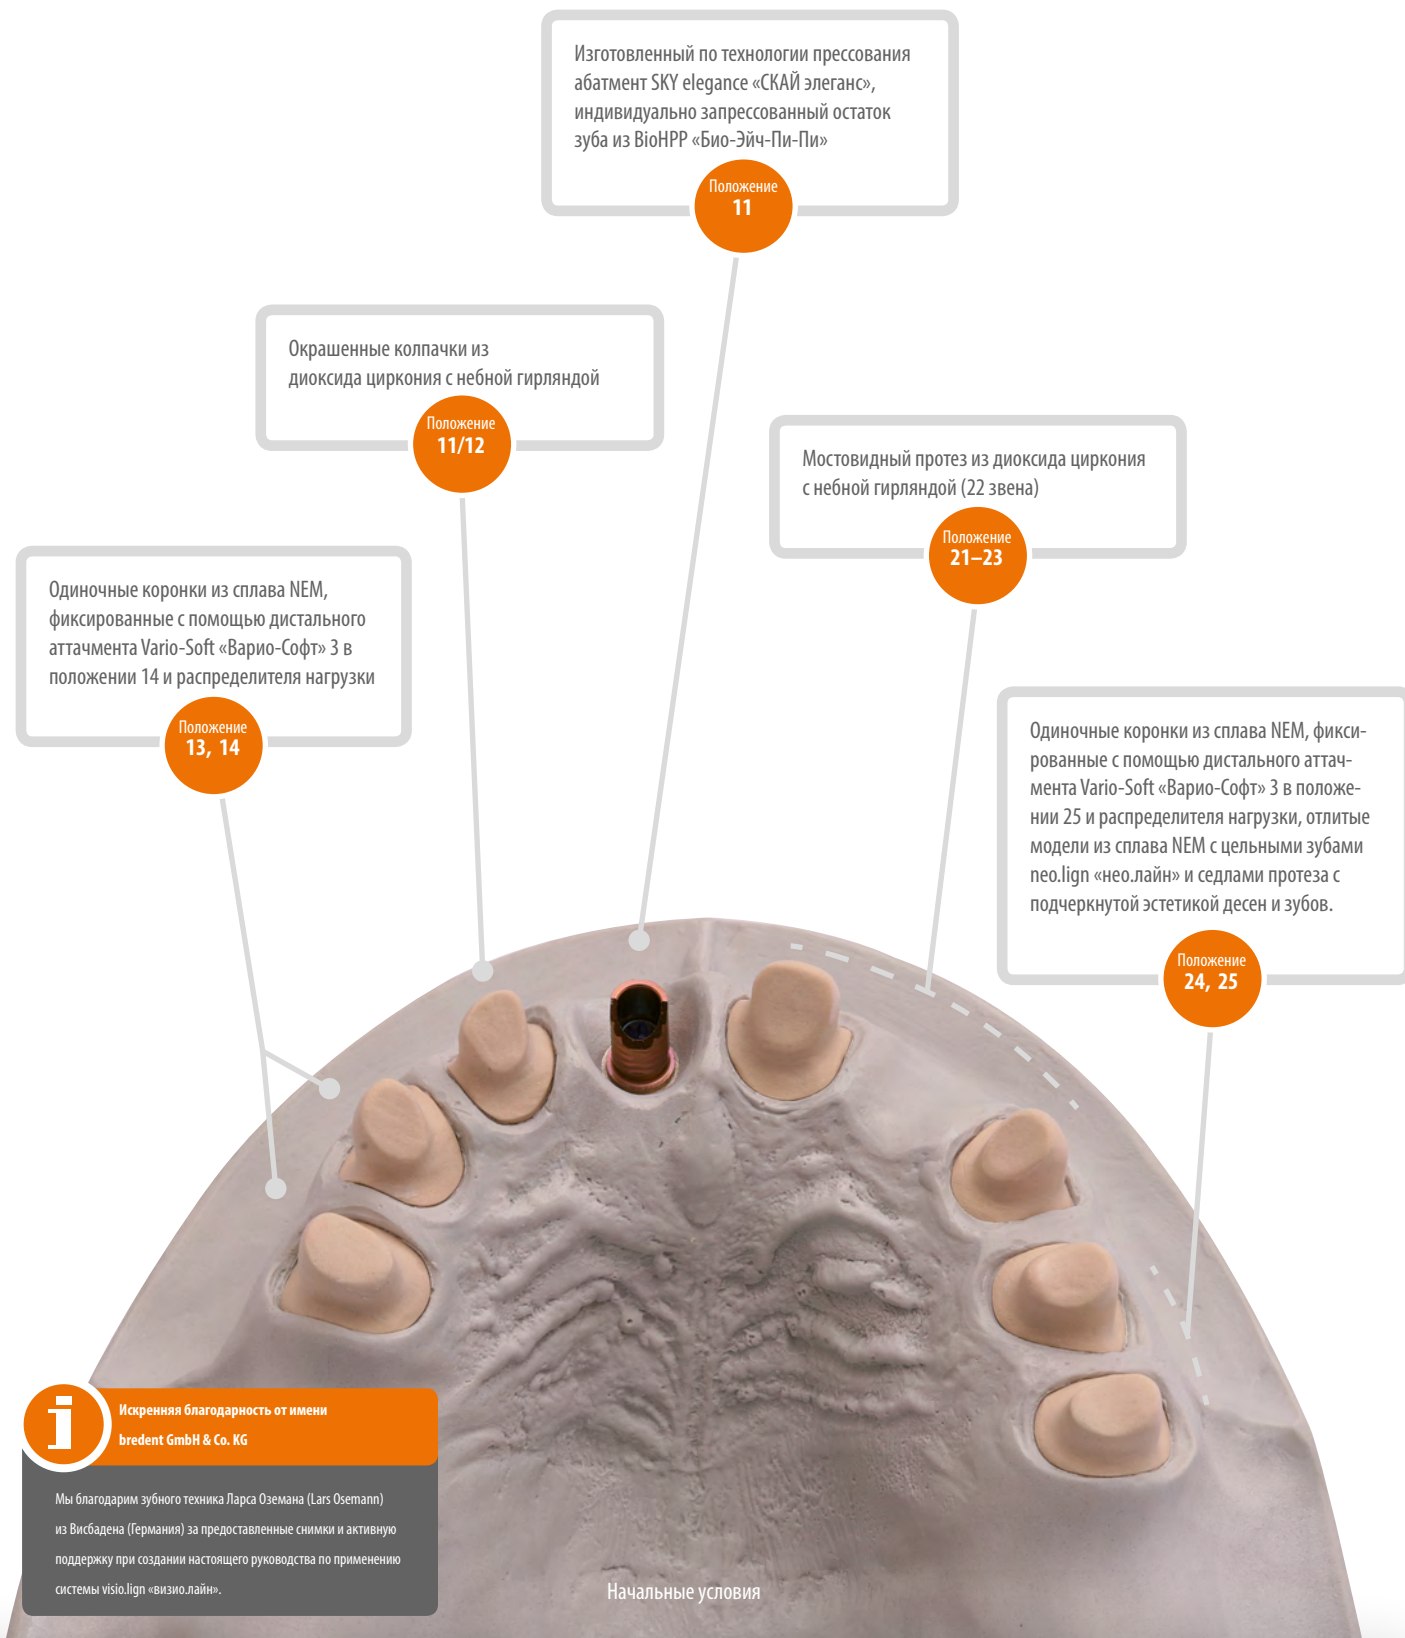 Изготовленный по технологии прессования
абатмент SKY elegance «СКАЙ элеганс»,
индивидуально запрессованный остаток
зуба из BioHPP «Био-Эйч-Пи-Пи»
Положение
11
Окрашенные колпачки из
диоксида циркония с небной гирляндой
Положение
11/12
Мостовидный протез из диоксида циркония
с небной гирляндой (22 звена)
Положение
21–23
Одиночные коронки из сплава NEM,
фиксированные с помощью дистального
аттачмента Vario-Soft «Варио-Софт» 3 в
положении 14 и распределителя нагрузки
Положение
13, 14
Одиночные коронки из сплава NEM, фикси-
рованные с помощью дистального аттач-
мента Vario-Soft «Варио-Софт» 3 в положе-
нии 25 и распределителя нагрузки, отлитые
модели из сплава NEM с цельными зубами
neo.lign «нео.лайн» и седлами протеза с
подчеркнутой эстетикой десен и зубов.
Положение
24, 25
i
Искренняя благодарность от имени
bredent GmbH & Co. KG
Мы благодарим зубного техника Ларса Оземана (Lars Osemann)
из Висбадена (Германия) за предоставленные снимки и активную
поддержку при создании настоящего руководства по применению
системы visio.lign «визио.лайн».
Начальные условия